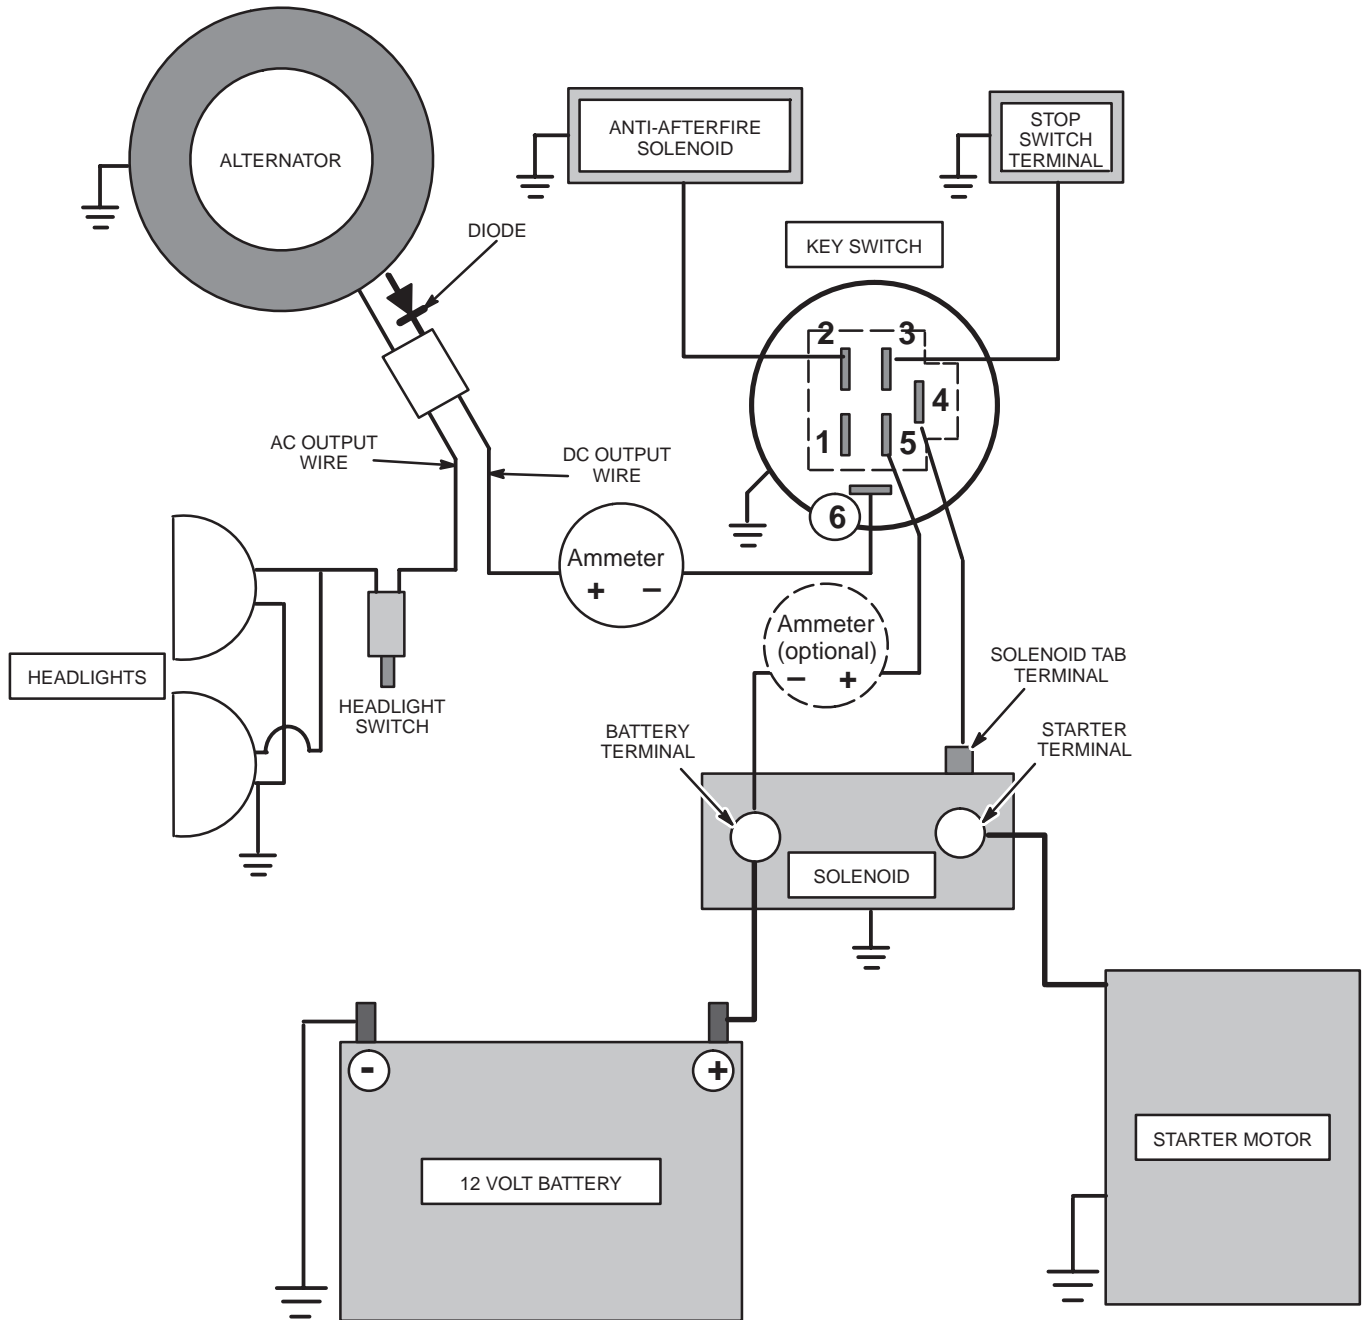 ALTERNATOR
ANTI-AFTERFIRE
SOLENOID
STOP
SWITCH
TERMINAL
DIODE
KEY SWITCH
2
3
4
1
5
6
AC OUTPUT
WIRE
DC OUTPUT
WIRE
Ammeter
+ −
Ammeter
(optional)
− +
HEADLIGHTS
HEADLIGHT
SWITCH
SOLENOID TAB
TERMINAL
BATTERY
TERMINAL
STARTER
TERMINAL
SOLENOID
-
+
12 VOLT BATTERY
STARTER MOTOR